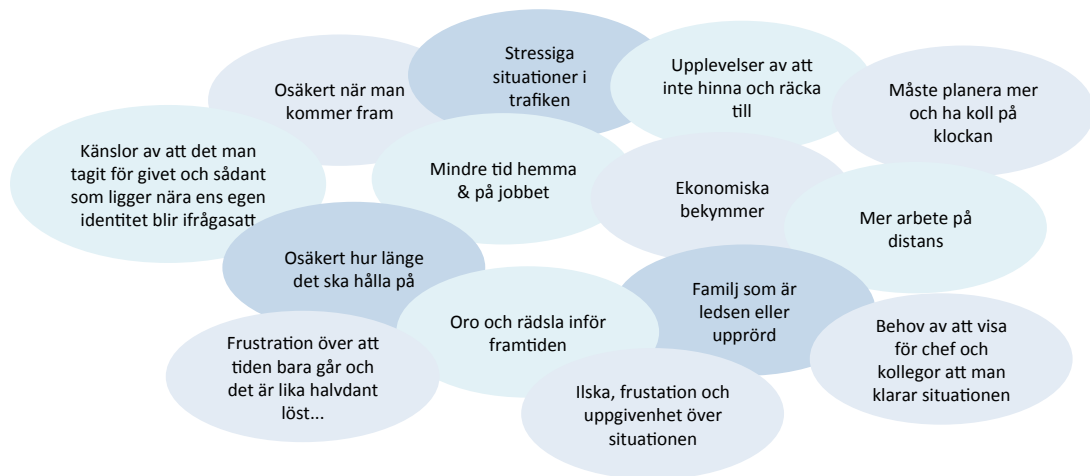 Stressiga
situationer i
trafiken
Upplevelser av att
inte hinna och räcka
till
Osäkert när man
kommer fram
Måste planera mer
och ha koll på
klockan
Känslor av att det man
tagit för givet och sådant
som ligger nära ens egen
identitet blir ifrågasatt
Mindre tid hemma
& på jobbet
Ekonomiska
bekymmer
Mer arbete på
distans
Osäkert hur länge
det ska hålla på
Oro och rädsla inför
framtiden
Familj som är
ledsen eller
upprörd
Behov av att visa
för chef och
kollegor att man
klarar situationen
Frustration över att
tiden bara går och
det är lika halvdant
löst...
Ilska, frustation och
uppgivenhet över
situationen